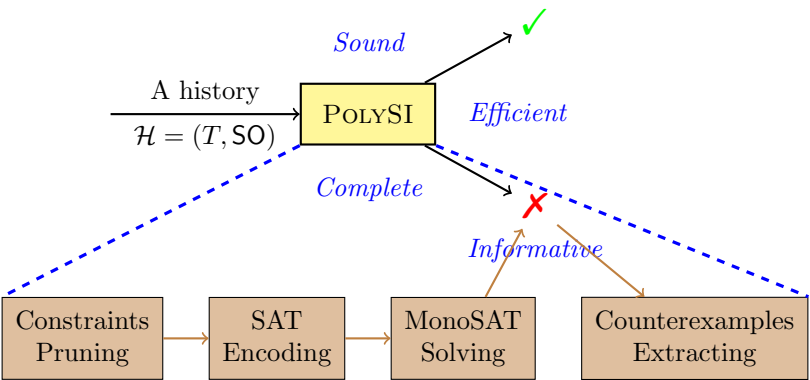 Sound
✓
A history
H = (T, SO)
PolySI
Efficient
Complete
✗
Informative
Constraints
Pruning
SAT
Encoding
MonoSAT
Solving
Counterexamples
Extracting